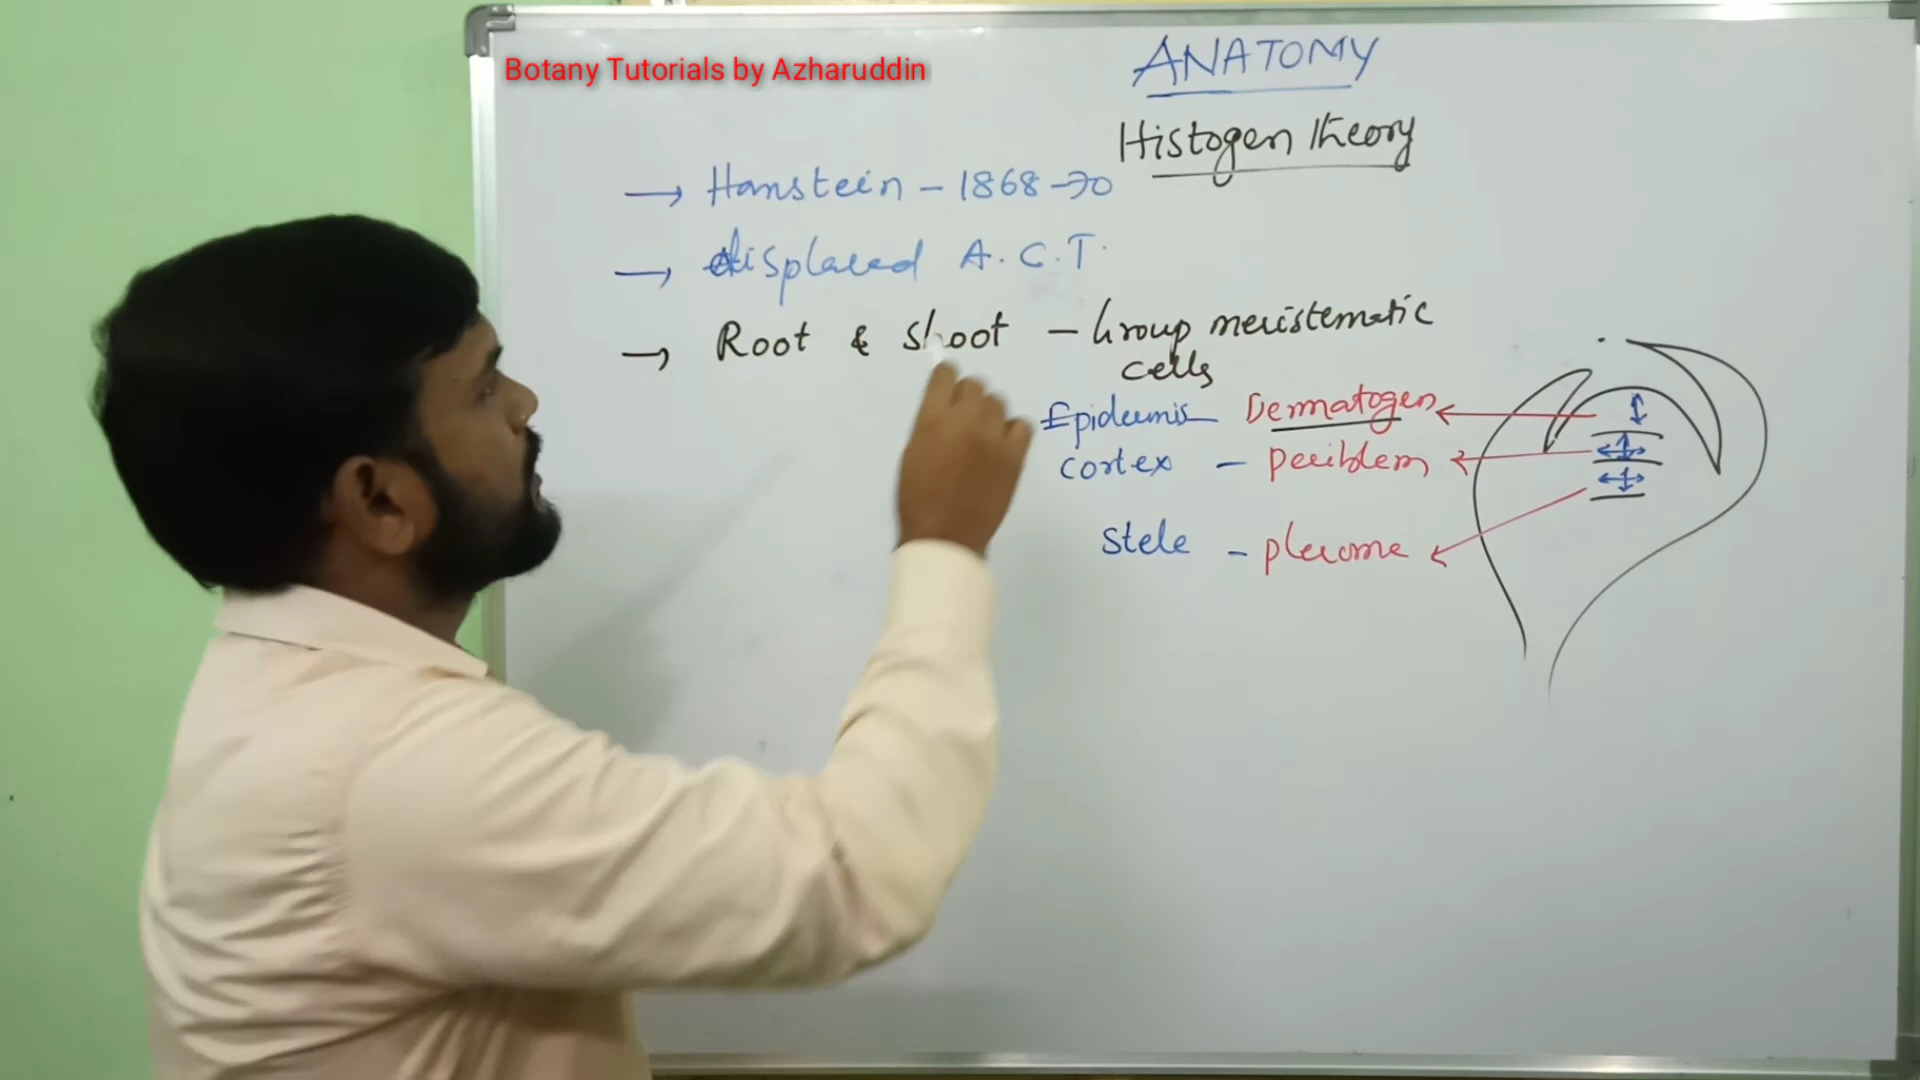 Botany Tutorials by Azharuddin
ANATOMY
Histogen Theory
→ Hanstein - 1868-70
→ displaced A.C.T.
→ Root & Shoot - Group meristematic
cells
Epidermis - Dermatogen
cortex - periblem
Stele - plerome